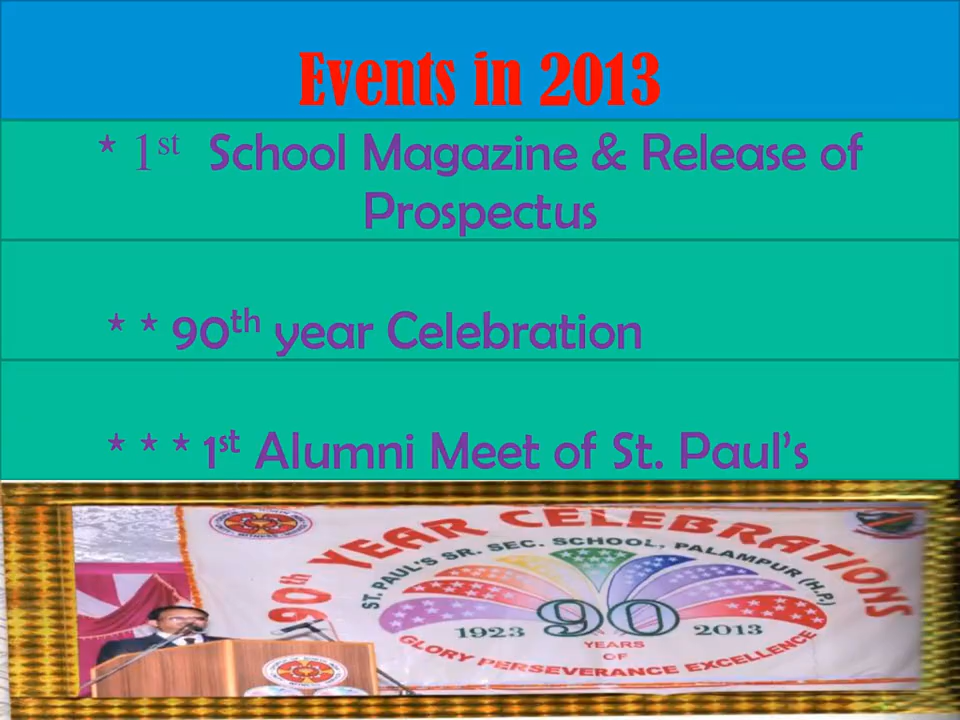 Events in 2013
* 1st School Magazine & Release of
Prospectus
* * 90th year Celebration
* * * 1st Alumni Meet of St. Paul's
90th YEAR CELEBRATIONS
ST. PAUL'S SR. SEC. SCHOOL, PALAMPUR (H.P.)
1923 90 2013
YEARS
OF
GLORY PERSEVERANCE EXCELLENCE
WITNESS